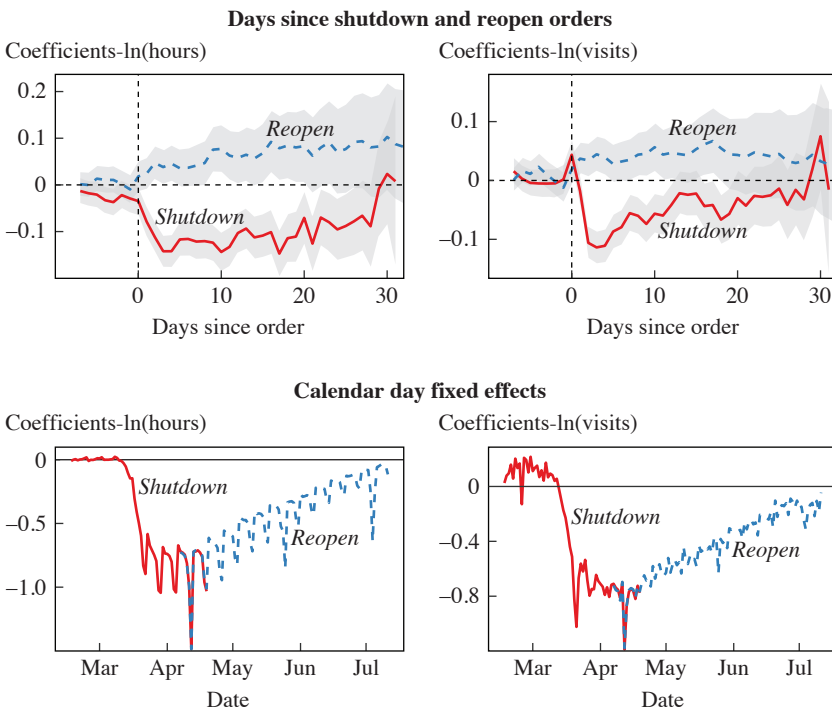 Days since shutdown and reopen orders
Coefficients-ln(hours)
Coefficients-ln(visits)
0.2
0.1
0
–0.1
Reopen
Shutdown
0 10 20 30
Days since order
0.1
0
–0.1
Reopen
Shutdown
0 10 20 30
Days since order
Calendar day fixed effects
Coefficients-ln(hours)
Coefficients-ln(visits)
0
–0.5
–1.0
Shutdown
Reopen
Mar Apr May Jun Jul
Date
0
–0.4
–0.8
Shutdown
Reopen
Mar Apr May Jun Jul
Date